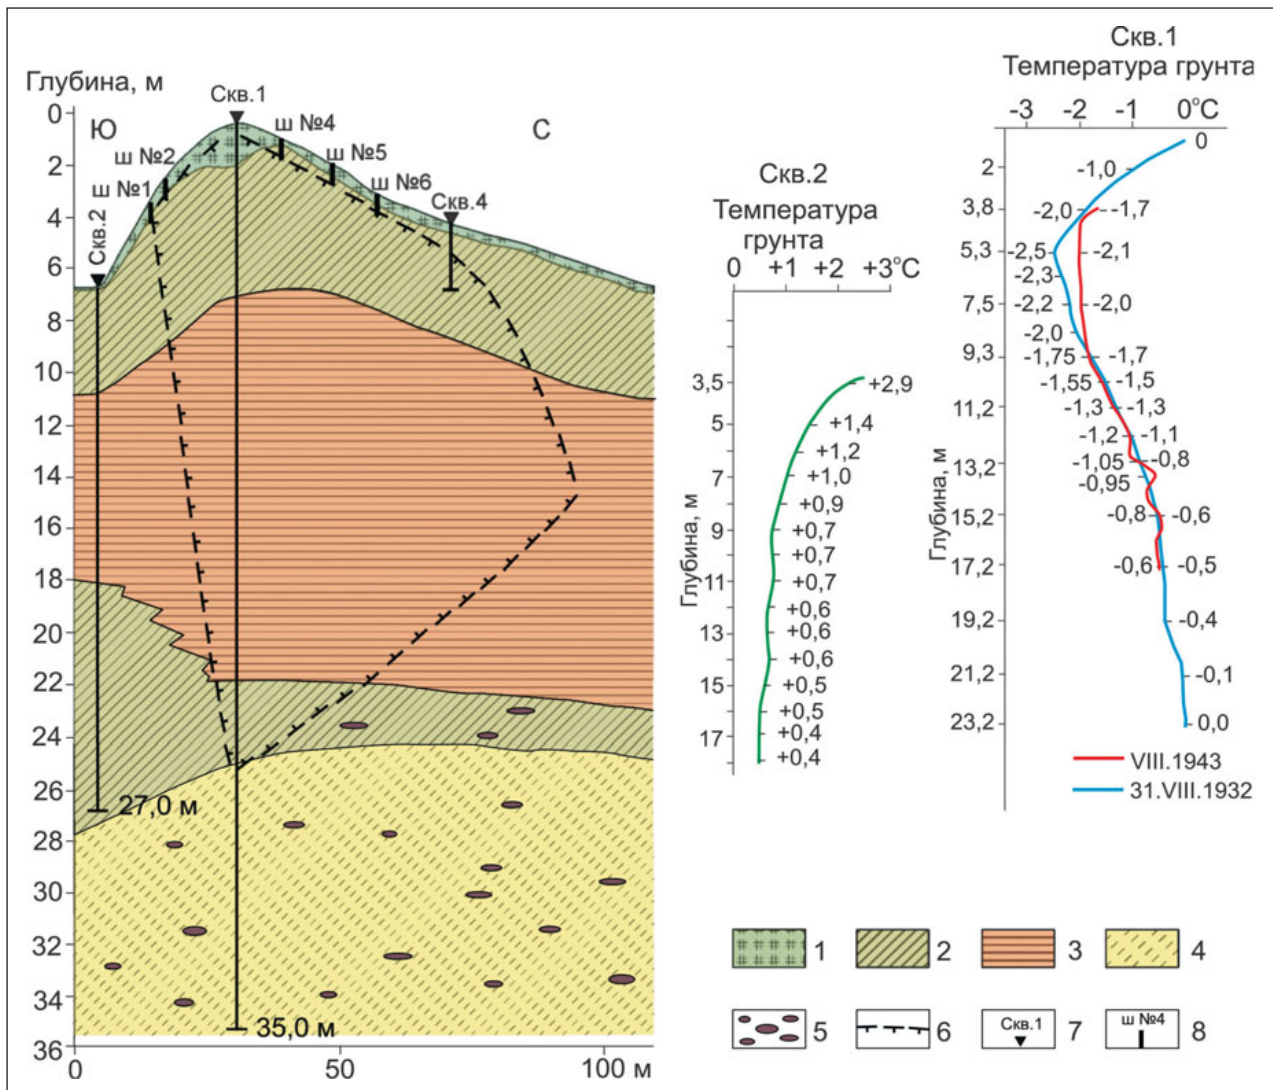 Глубина, м
0
2
4
6
8
10
12
14
16
18
20
22
24
26
28
30
32
34
36
0
50
100 м
Ю
С
Скв.1
ш №4
ш №5
ш №6
Скв.4
ш №2
ш №1
Скв.2
27,0 м
35,0 м
Скв.2
Температура
грунта
0 +1 +2 +3°C
Глубина, м
3,5
5
7
9
11
13
15
17
+2,9
+1,4
+1,2
+1,0
+0,9
+0,7
+0,7
+0,7
+0,6
+0,6
+0,6
+0,5
+0,5
+0,4
+0,4
Скв.1
Температура грунта
-3 -2 -1 0°C
Глубина, м
2
3,8
5,3
7,5
9,3
11,2
13,2
15,2
17,2
19,2
21,2
23,2
0
-1,0
-2,0 -1,7
-2,5 -2,1
-2,3
-2,2 -2,0
-2,0
-1,75 -1,7
-1,55 -1,5
-1,3 -1,3
-1,2 -1,1
-1,05 -0,8
-0,95
-0,8 -0,6
-0,6 -0,5
-0,4
-0,1
0,0
VIII.1943
31.VIII.1932
1 2 3 4
5 6 Скв.1 7 ш №4 8